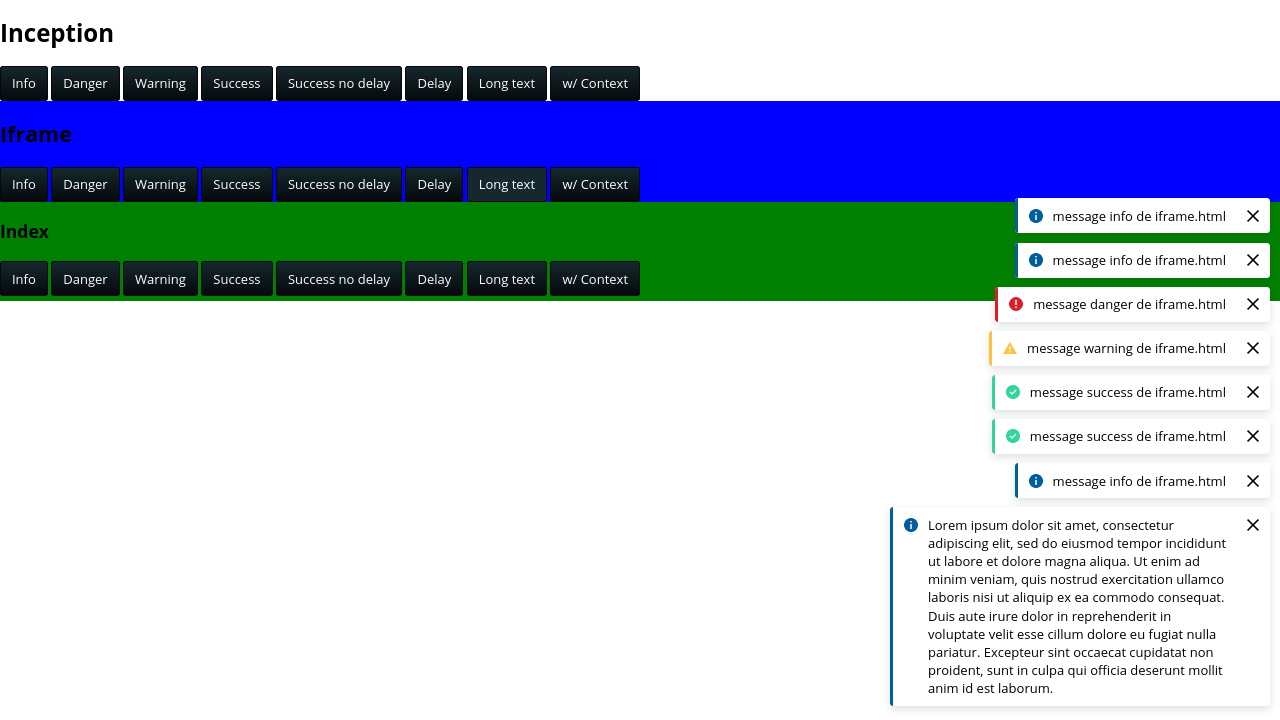 Inception
Info Danger Warning Success Success no delay Delay Long text w/ Context
Iframe
Info Danger Warning Success Success no delay Delay Long text w/ Context
Index
Info Danger Warning Success Success no delay Delay Long text w/ Context
message info de iframe.html
message info de iframe.html
message danger de iframe.html
message warning de iframe.html
message success de iframe.html
message success de iframe.html
message info de iframe.html
Lorem ipsum dolor sit amet, consectetur
adipiscing elit, sed do eiusmod tempor incididunt
ut labore et dolore magna aliqua. Ut enim ad
minim veniam, quis nostrud exercitation ullamco
laboris nisi ut aliquip ex ea commodo consequat.
Duis aute irure dolor in reprehenderit in
voluptate velit esse cillum dolore eu fugiat nulla
pariatur. Excepteur sint occaecat cupidatat non
proident, sunt in culpa qui officia deserunt mollit
anim id est laborum.